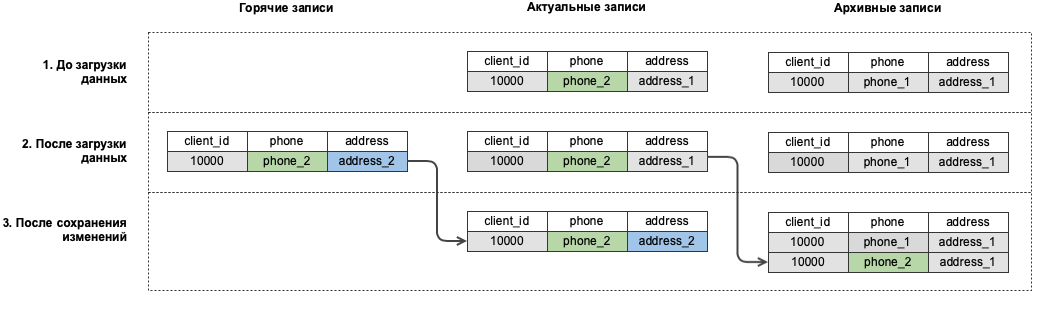 Горячие записи Актуальные записи Архивные записи
1. До загрузки
данных
client_id phone address
10000 phone_2 address_1
client_id phone address
10000 phone_1 address_1
2. После загрузки
данных
client_id phone address
10000 phone_2 address_2
client_id phone address
10000 phone_2 address_1
client_id phone address
10000 phone_1 address_1
3. После сохранения
изменений
client_id phone address
10000 phone_2 address_2
client_id phone address
10000 phone_1 address_1
10000 phone_2 address_1